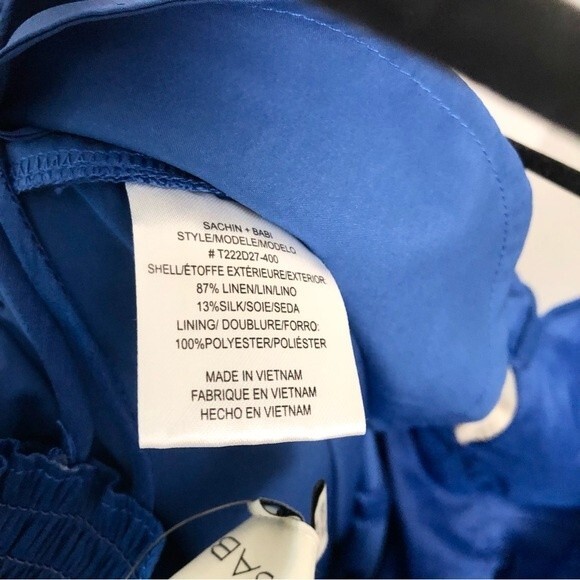 SACHIN + BABI
STYLE/MODELE/MODELO
# T222D27-400
SHELL/ÉTOFFE EXTÉRIEURE/EXTERIOR:
87% LINEN/LIN/LINO
13%SILK/SOIE/SEDA
LINING/ DOUBLURE/FORRO:
100%POLYESTER/POLIÉSTER
MADE IN VIETNAM
FABRIQUE EN VIETNAM
HECHO EN VIETNAM